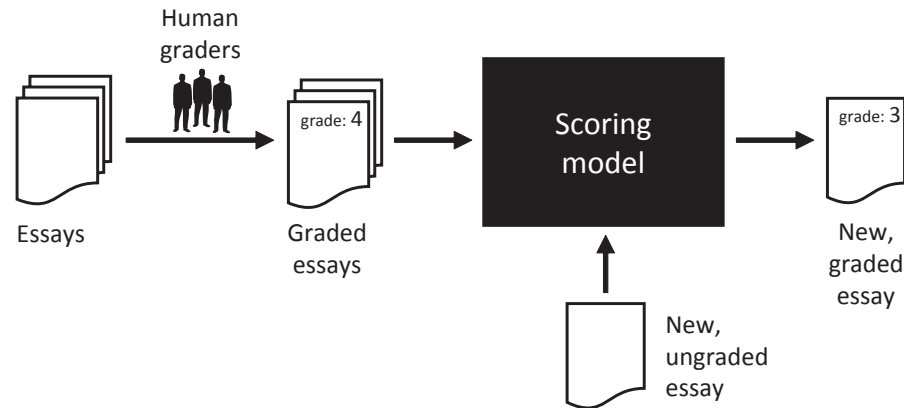 Human
graders
Essays
grade: 4
Graded
essays
Scoring
model
New,
ungraded
essay
grade: 3
New,
graded
essay